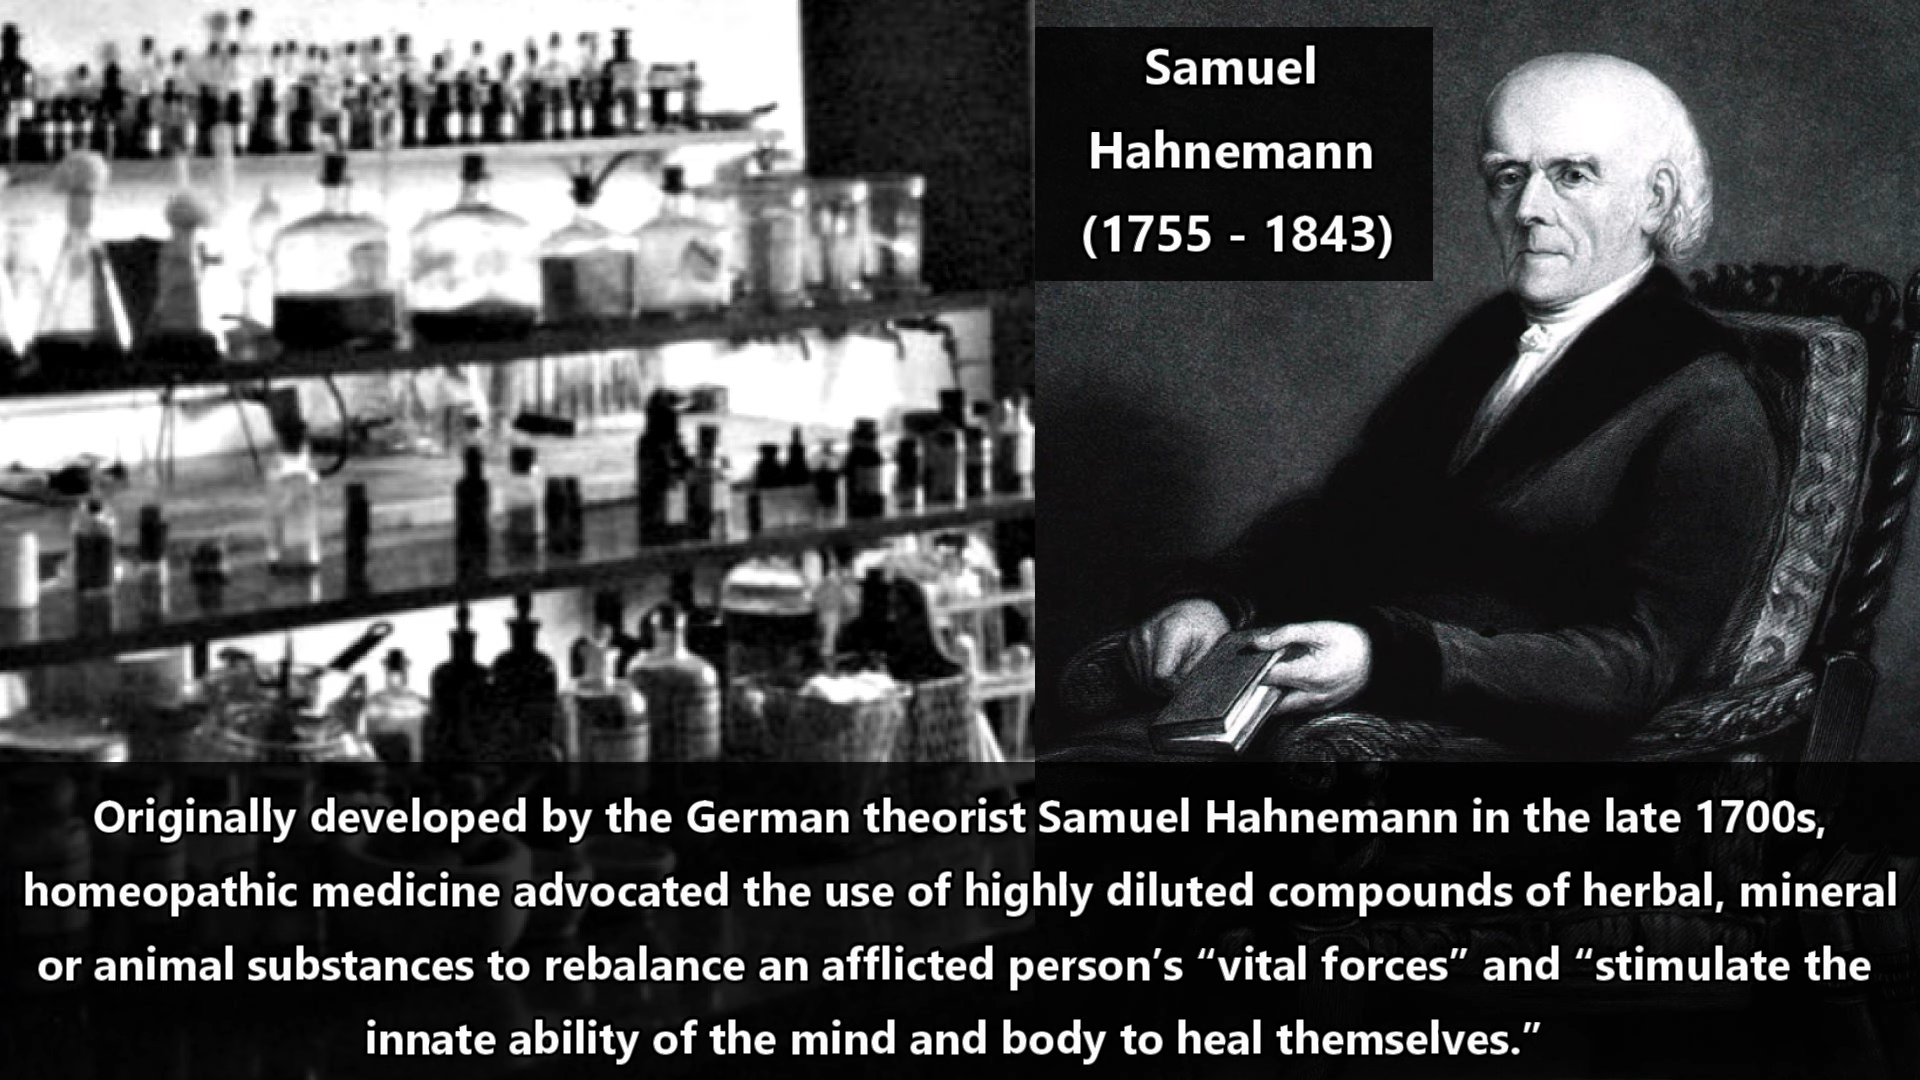 Samuel
Hahnemann
(1755 - 1843)
Originally developed by the German theorist Samuel Hahnemann in the late 1700s,
homeopathic medicine advocated the use of highly diluted compounds of herbal, mineral
or animal substances to rebalance an afflicted person’s “vital forces” and “stimulate the
innate ability of the mind and body to heal themselves.”